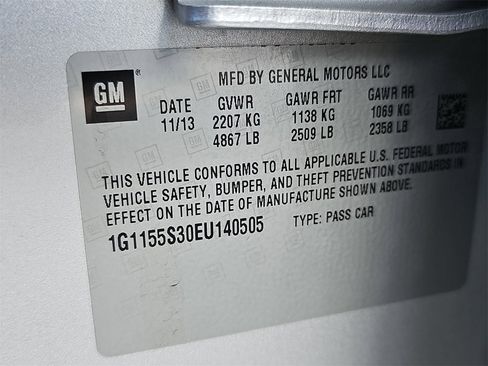 GM
MFD BY GENERAL MOTORS LLC
DATE GVWR GAWR FRT GAWR RR
11/13 2207 KG 1138 KG 1069 KG
4867 LB 2509 LB 2358 LB
THIS VEHICLE CONFORMS TO ALL APPLICABLE U.S. FEDERAL MOTOR
VEHICLE SAFETY, BUMPER, AND THEFT PREVENTION STANDARDS IN
EFFECT ON THE DATE OF MANUFACTURE SHOWN ABOVE.
1G1155S30EU140505 TYPE: PASS CAR